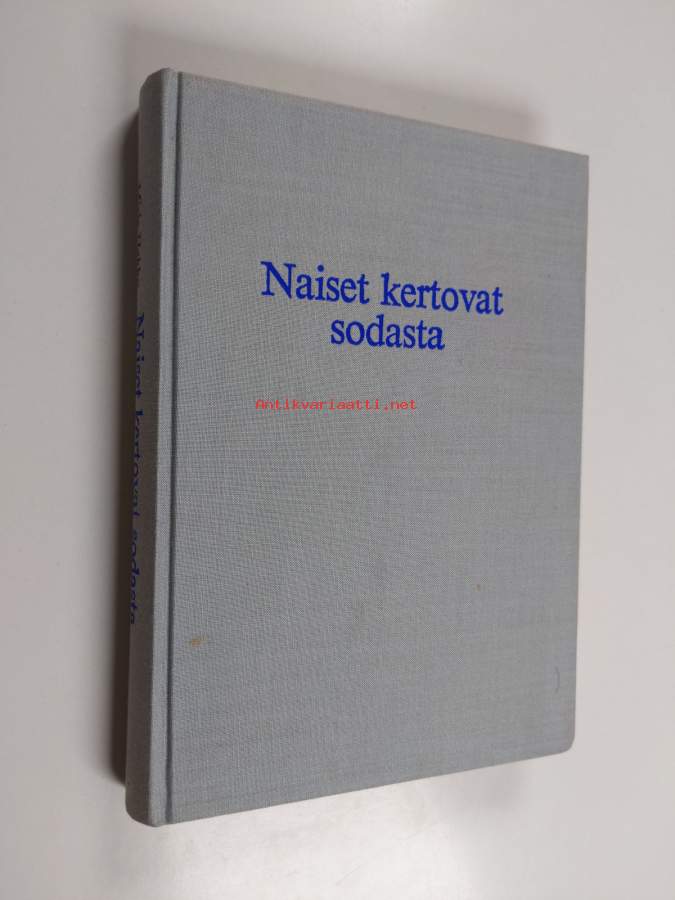 Naiset kertovat
sodasta
Antikvariaatti.net
Naiset kertovat sodasta